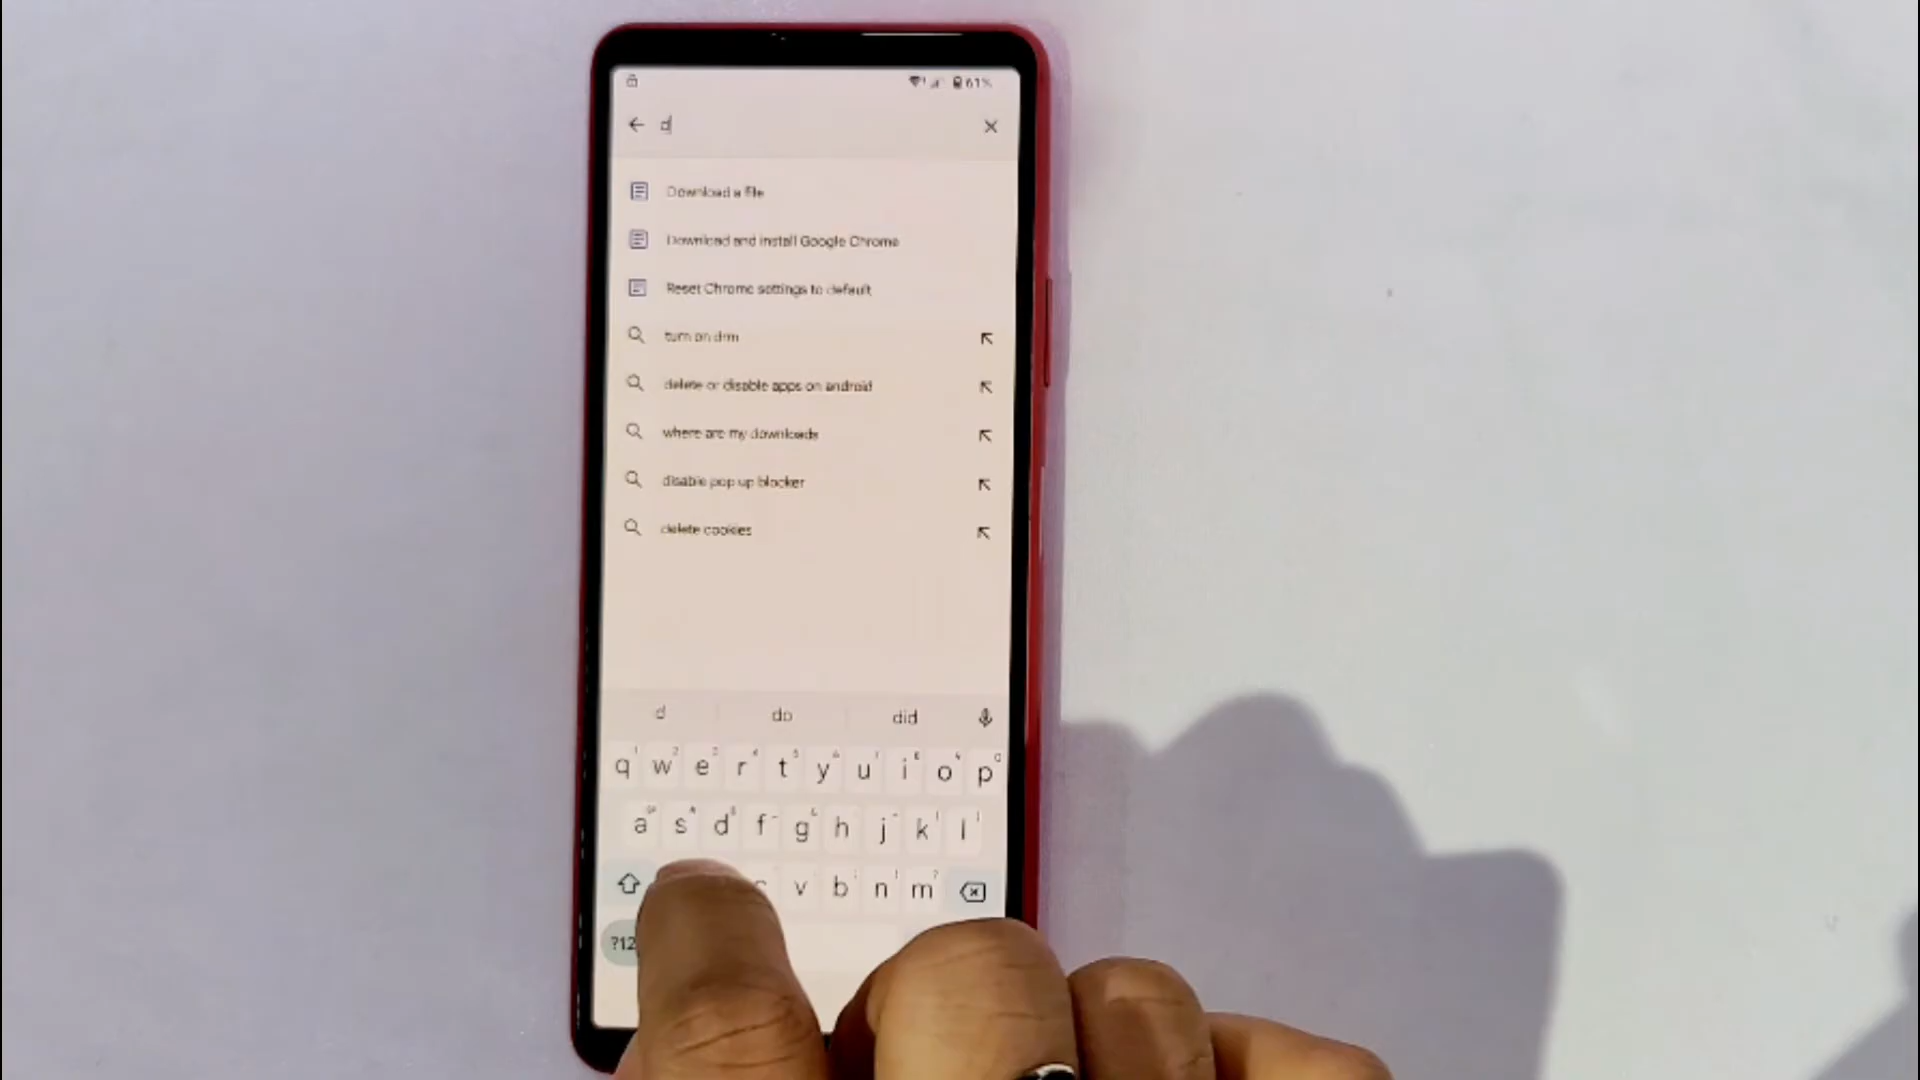 61%
d
Download a file
Download and install Google Chrome
Reset Chrome settings to default
turn on drm
delete or disable apps on android
where are my downloads
disable pop up blocker
delete cookies
d do did
q w e r t y u i o p
a s d f g h j k l
c v b n m
?12